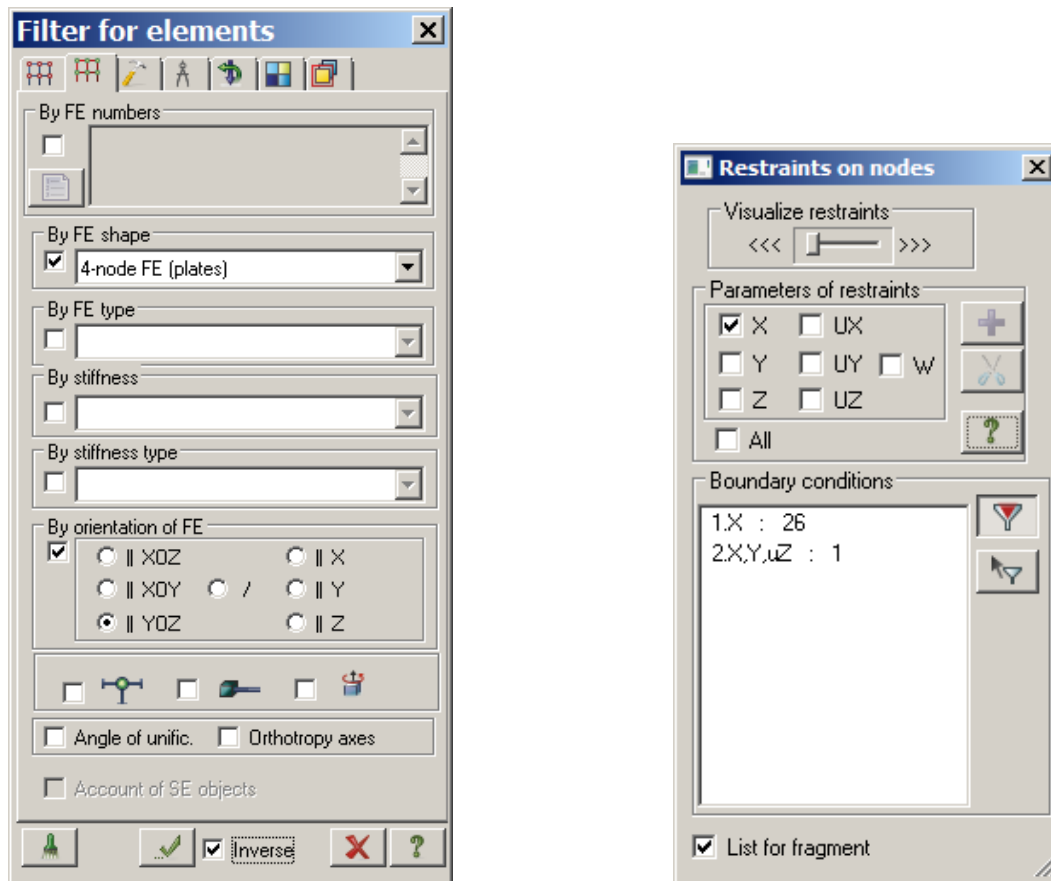 Filter for elements
By FE numbers
By FE shape
4-node FE (plates)
By FE type
By stiffness
By stiffness type
By orientation of FE
|| X0Z
|| X
|| X0Y
/
|| Y
|| Y0Z
|| Z
Angle of unific.
Orthotropy axes
Account of SE objects
Inverse
?
Restraints on nodes
Visualize restraints
<<< >>>
Parameters of restraints
X UX
Y UY W
Z UZ
All
?
Boundary conditions
1.X : 26
2.X,Y,uZ : 1
List for fragment